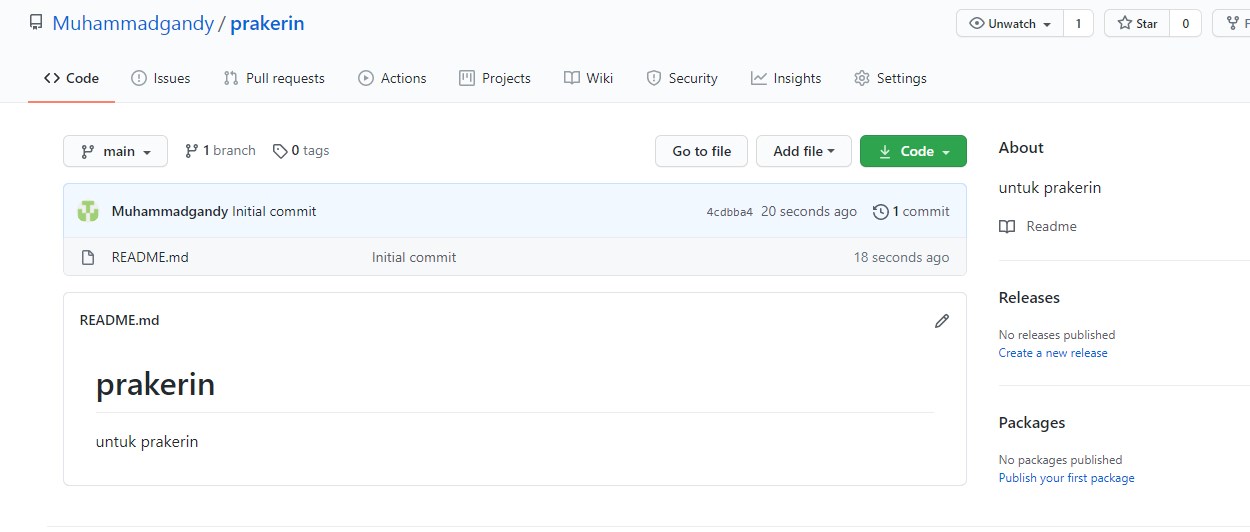 Muhammadgandy / prakerin
Unwatch 1 Star 0 F
Code Issues Pull requests Actions Projects Wiki Security Insights Settings
main 1 branch 0 tags Go to file Add file Code
Muhammadgandy Initial commit 4cdbba4 20 seconds ago 1 commit
README.md Initial commit 18 seconds ago
README.md
prakerin
untuk prakerin
About
untuk prakerin
Readme
Releases
No releases published
Create a new release
Packages
No packages published
Publish your first package